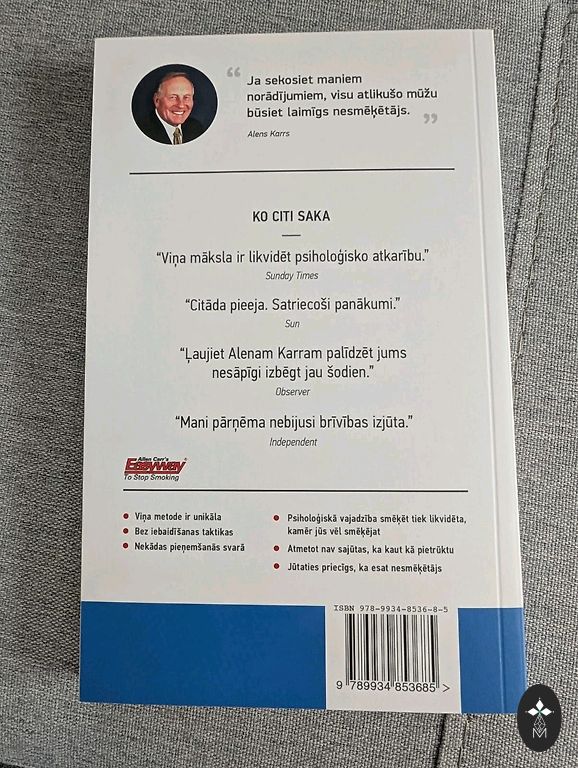 “ Ja sekosiet maniem
norādījumiem, visu atlikušo mūžu
būsiet laimīgs nesmēķētājs. ”
Alens Karrs
KO CITI SAKA
“Viņa māksla ir likvidēt psiholoģisko atkarību.”
Sunday Times
“Citāda pieeja. Satriecoši panākumi.”
Sun
“Ļaujiet Alenam Karram palīdzēt jums
nesāpīgi izbēgt jau šodien.”
Observer
“Mani pārņēma nebijusi brīvības izjūta.”
Independent
Allen Carr's
Easyway®
To Stop Smoking
• Viņa metode ir unikāla
• Bez iebaidīšanas taktikas
• Nekādas pieņemšanās svarā
• Psiholoģiskā vajadzība smēķēt tiek likvidēta,
kamēr jūs vēl smēķējat
• Atmetot nav sajūtas, ka kaut kā pietrūktu
• Jūtaties priecīgs, ka esat nesmēķētājs
ISBN 978-9934-8536-8-5
9 789934 853685 >
M